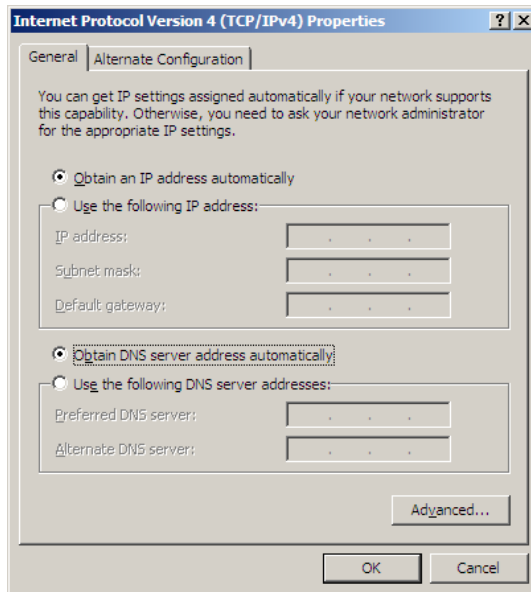 Internet Protocol Version 4 (TCP/IPv4) Properties
General
Alternate Configuration
You can get IP settings assigned automatically if your network supports
this capability. Otherwise, you need to ask your network administrator
for the appropriate IP settings.
Obtain an IP address automatically
Use the following IP address:
IP address:
Subnet mask:
Default gateway:
Obtain DNS server address automatically
Use the following DNS server addresses:
Preferred DNS server:
Alternate DNS server:
Advanced...
OK
Cancel